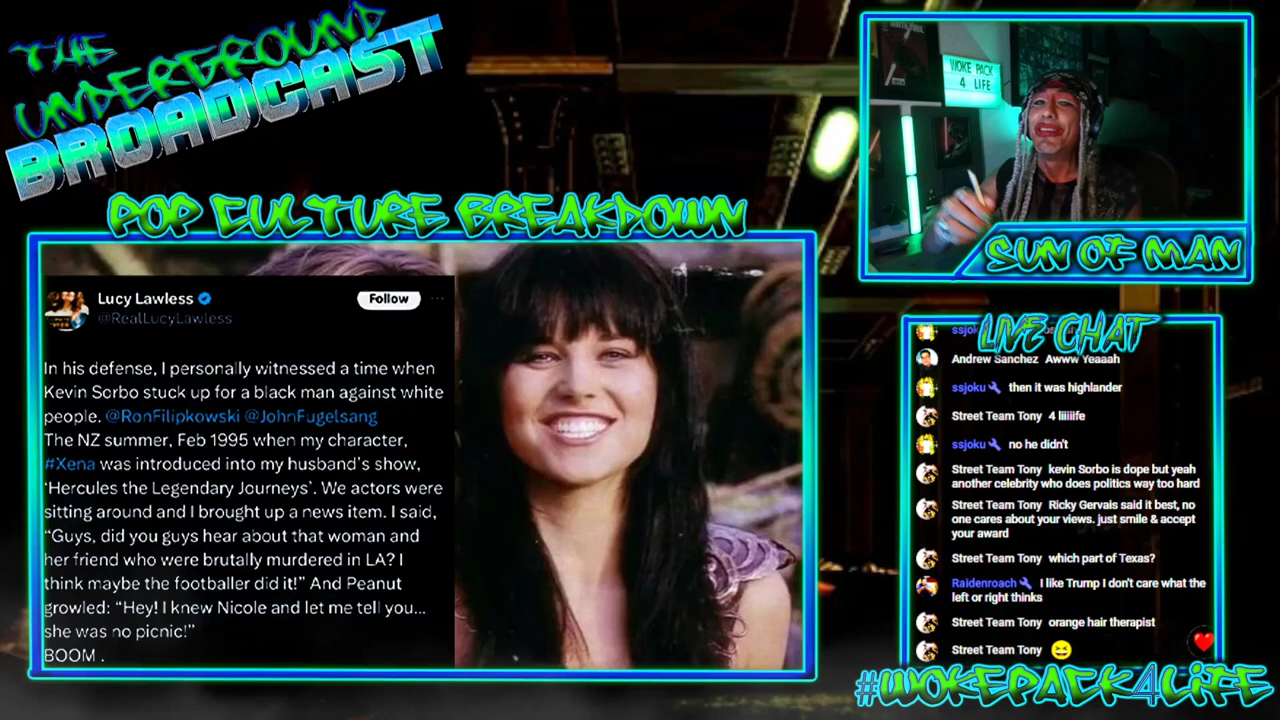 THE
UNDERGROUND
BROADCAST
POP CULTURE BREAKDOWN
WOKE PACK
4 LIFE
SUN OF MAN
Lucy Lawless
Follow
@RealLucyLawless
In his defense, I personally witnessed a time when
Kevin Sorbo stuck up for a black man against white
people. @RonFilipkowski @JohnFugelsang
The NZ summer, Feb 1995 when my character,
#Xena was introduced into my husband's show,
'Hercules the Legendary Journeys'. We actors were
sitting around and I brought up a news item. I said,
"Guys, did you guys hear about that woman and
her friend who were brutally murdered in LA? I
think maybe the footballer did it!" And Peanut
growled: "Hey! I knew Nicole and let me tell you...
she was no picnic!"
BOOM .
LIVE CHAT
Andrew Sanchez Awww Yeaaah
ssjoku then it was highlander
Street Team Tony 4 liiiiife
ssjoku no he didn't
Street Team Tony kevin Sorbo is dope but yeah
another celebrity who does politics way too hard
Street Team Tony Ricky Gervais said it best, no
one cares about your views. just smile & accept
your award
Street Team Tony which part of Texas?
Raidenroach I like Trump I don't care what the
left or right thinks
Street Team Tony orange hair therapist
Street Team Tony 😆
#WOKEPACK4LIFE